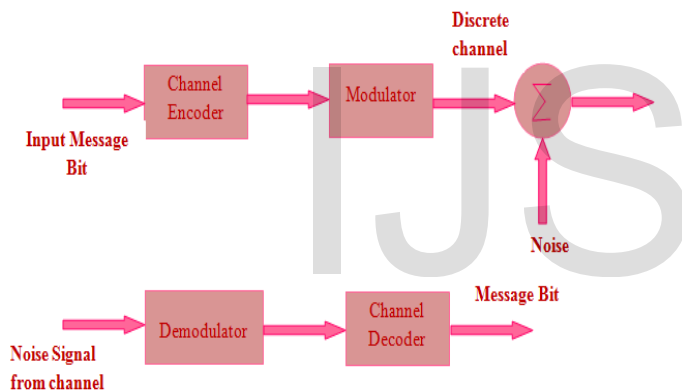 Discrete
channel
Channel
Encoder
Modulator
Σ
Input Message
Bit
Noise
IJS
Message Bit
Demodulator
Channel
Decoder
Noise Signal
from channel